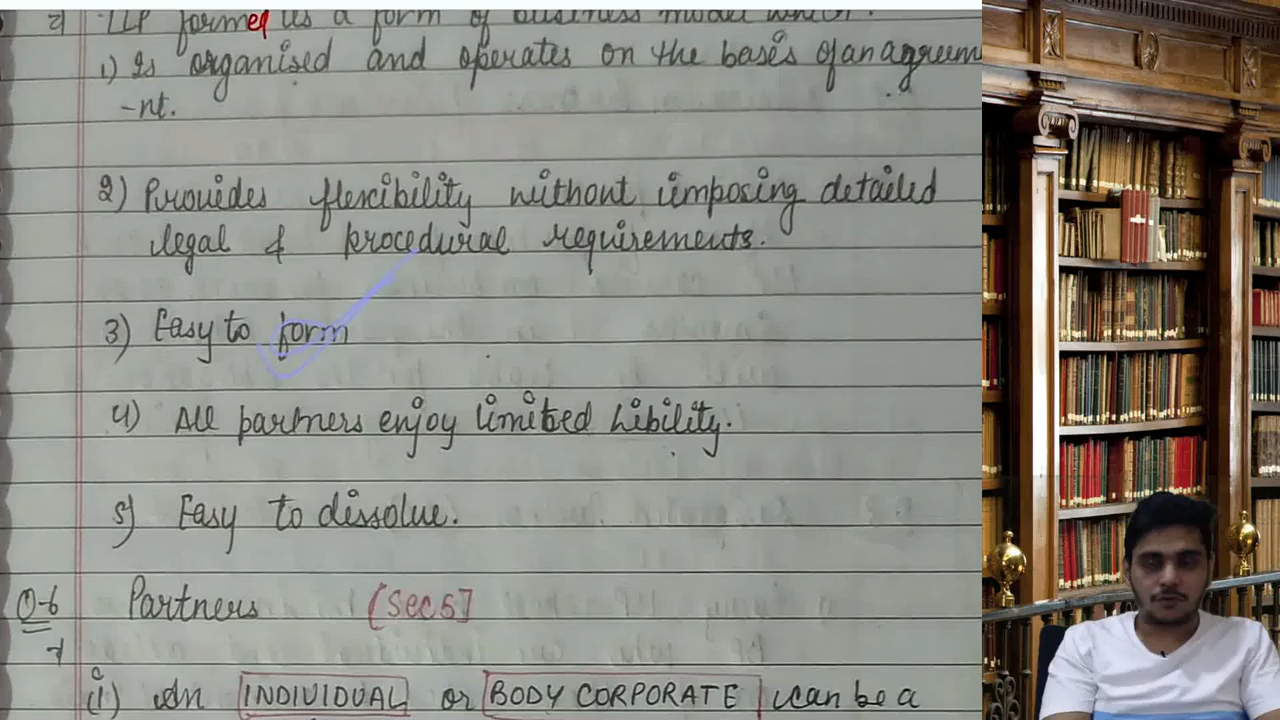 LLP formed us a form of business model which :
1) Is organised and operates on the bases of an agreem
-nt.
2) Provides flexibility without imposing detailed
legal & procedural requirements.
3) Easy to form
4) All partners enjoy limited libility.
5) Easy to dissolve.
Q-6 Partners [Sec 5]
(i) An INDIVIDUAL or BODY CORPORATE can be a